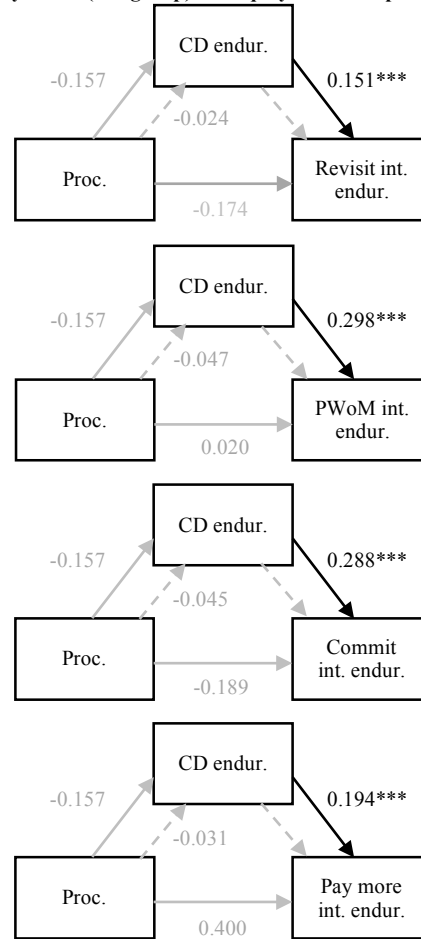 CD endur.
-0.157
0.151***
-0.024
Proc.
Revisit int.
endur.
-0.174
CD endur.
-0.157
0.298***
-0.047
Proc.
PWoM int.
endur.
0.020
CD endur.
-0.157
0.288***
-0.045
Proc.
Commit
int. endur.
-0.189
CD endur.
-0.157
0.194***
-0.031
Proc.
Pay more
int. endur.
0.400